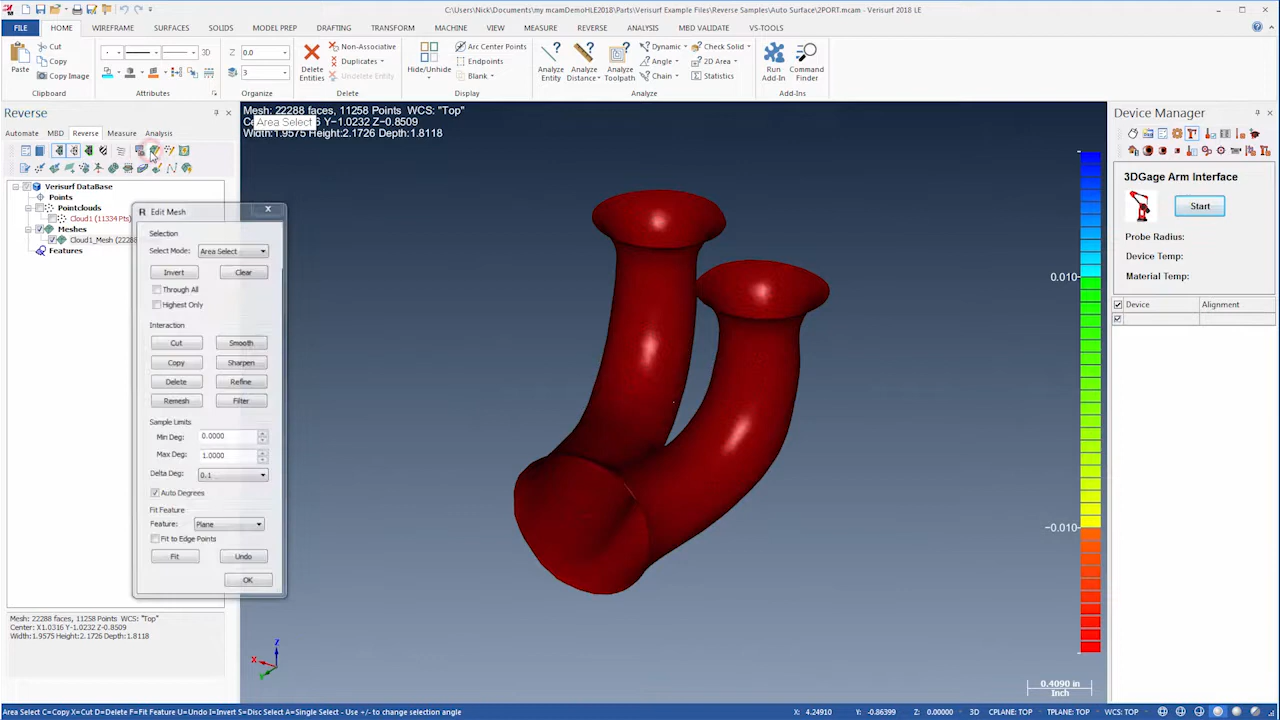 C:\Users\Nick\Documents\my mcamDemoHLE2018\Parts\Verisurf Example Files\Reverse Samples\Auto Surface\2PORT.mcam - Verisurf 2018 LE
FILE HOME WIREFRAME SURFACES SOLIDS MODEL PREP DRAFTING TRANSFORM VIEW MACHINE MEASURE REVERSE ANALYSIS MBD VALIDATE VS-TOOLS
Paste
Cut
Copy
Copy Image
Clipboard
3D
Attributes
Z 0.0
3
Organize
Delete Entities
Non-Associative
Duplicates
Undelete Entity
Delete
Hide/Unhide
Arc Center Points
Endpoints
Blank
Display
Analyze Entity
Analyze Distance
Analyze Toolpath
Dynamic
Angle
Chain
Check Solid
2D Area
Statistics
Analyze
Run Add-In
Command Finder
Add-Ins
Reverse
Automate MBD Reverse Measure Analysis
Verisurf DataBase
Points
Pointclouds
Cloud1 (11334 Pts)
Meshes
Cloud1_Mesh (22288
Features
Mesh: 22288 faces, 11258 Points WCS: "Top"
Center: X1.0316 Y-1.0232 Z-0.8509
Width:1.9575 Height:2.1726 Depth:1.8118
Edit Mesh
Selection
Select Mode: Area Select
Invert Clear
Through All
Highest Only
Interaction
Cut Smooth
Copy Sharpen
Delete Refine
Remesh Filter
Sample Limits
Min Deg: 0.0000
Max Deg: 1.0000
Delta Deg: 0.1
Auto Degrees
Fit Feature
Feature: Plane
Fit to Edge Points
Fit Undo
OK
Mesh: 22288 faces, 11258 Points WCS: "Top"
Area Select
6 Y-1.0232 Z-0.8509
Width:1.9575 Height:2.1726 Depth:1.8118
0.010
-0.010
Z
X
Y
0.4090 in
Inch
Device Manager
3DGage Arm Interface
Start
Probe Radius:
Device Temp:
Material Temp:
Device Alignment
Area Select C=Copy X=Cut D=Delete F=Fit Feature U=Undo I=Invert S=Disc Select A=Single Select - Use +/- to change selection angle
X: 4.24910 Y: -0.86399 Z: 0.00000 3D CPLANE: TOP TPLANE: TOP WCS: TOP